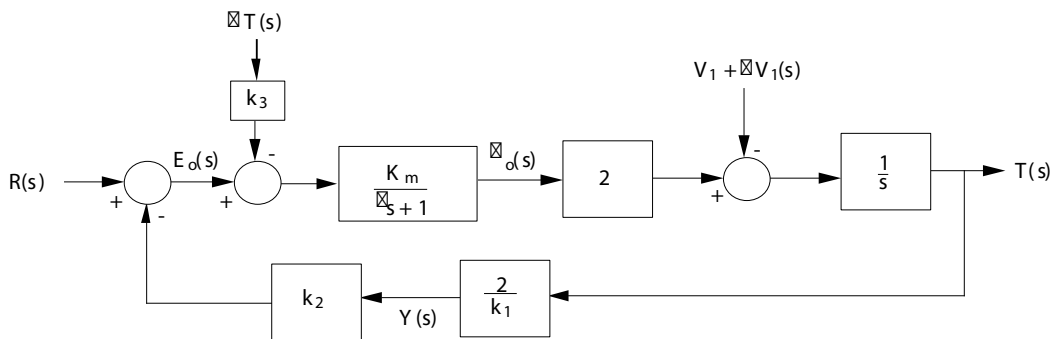 T(s)
k3
V1 + V1(s)
R(s)
+
-
Eo(s)
-
+
Km
s + 1
o(s)
2
-
+
1
s
T(s)
k2
Y(s)
2
k1